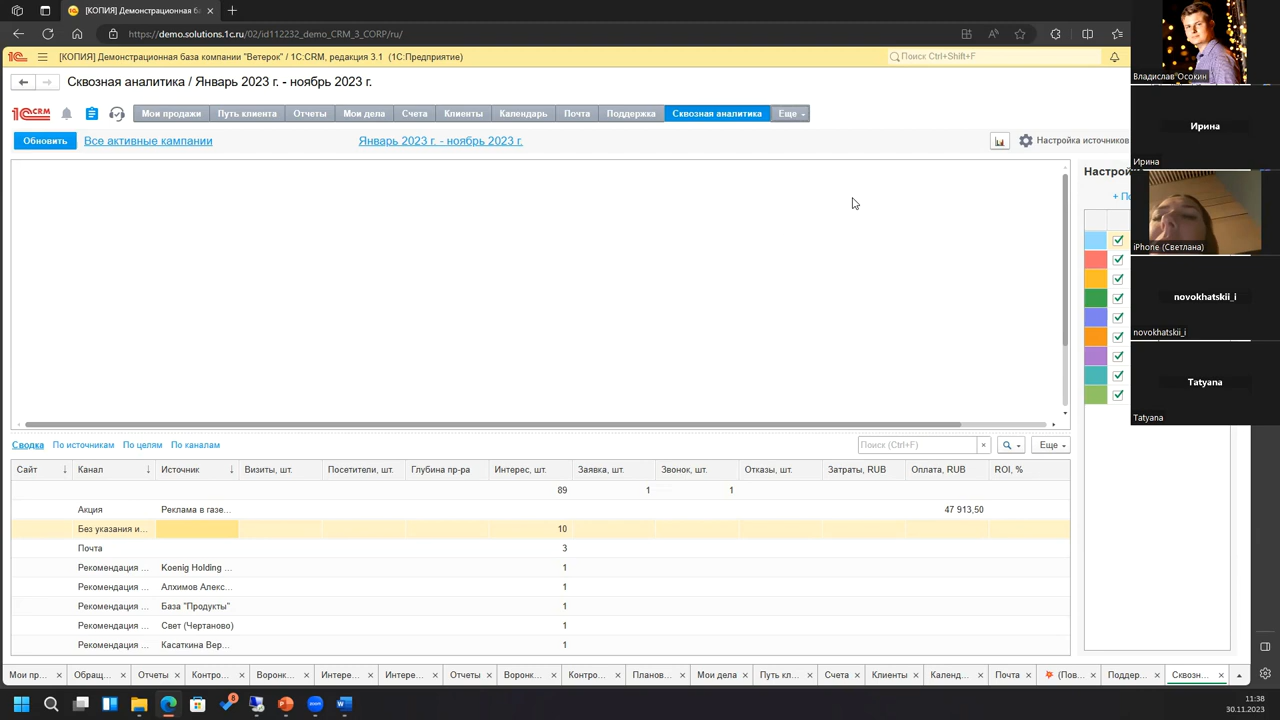 [КОПИЯ] Демонстрационная баз
https://demo.solutions.1c.ru/02/id112232_demo_CRM_3_CORP/ru/
[КОПИЯ] Демонстрационная база компании "Ветерок" / 1С:CRM, редакция 3.1 (1С:Предприятие)
Поиск Ctrl+Shift+F
Сквозная аналитика / Январь 2023 г. - ноябрь 2023 г.
1С CRM Мои продажи Путь клиента Отчеты Мои дела Счета Клиенты Календарь Почта Поддержка Сквозная аналитика Еще
Обновить Все активные кампании Январь 2023 г. - ноябрь 2023 г. Настройка источников
Настрой
+ По
Владислав Осокин
Ирина
Ирина
iPhone (Светлана)
novokhatskii_i
novokhatskii_i
Tatyana
Tatyana
Сводка По источникам По целям По каналам Поиск (Ctrl+F) × Еще
Сайт Канал Источник Визиты, шт. Посетители, шт. Глубина пр-ра Интерес, шт. Заявка, шт. Звонок, шт. Отказы, шт. Затраты, RUB Оплата, RUB ROI, %
89 1 1
Акция Реклама в газе... 47 913,50
Без указания и... 10
Почта 3
Рекомендация ... Koenig Holding ... 1
Рекомендация ... Алхимов Алекс... 1
Рекомендация ... База "Продукты" 1
Рекомендация ... Свет (Чертаново) 1
Рекомендация ... Касаткина Вер... 1
Мои пр... × Обращ... × Отчеты × Контро... × Воронк... × Интере... × Интере... × Отчеты × Воронк... × Контро... × Планов... × Мои дела × Путь кл... × Счета × Клиенты × Календ... × Почта × (Пов... × Поддер... × Сквозн... ×
8
11:38
30.11.2023